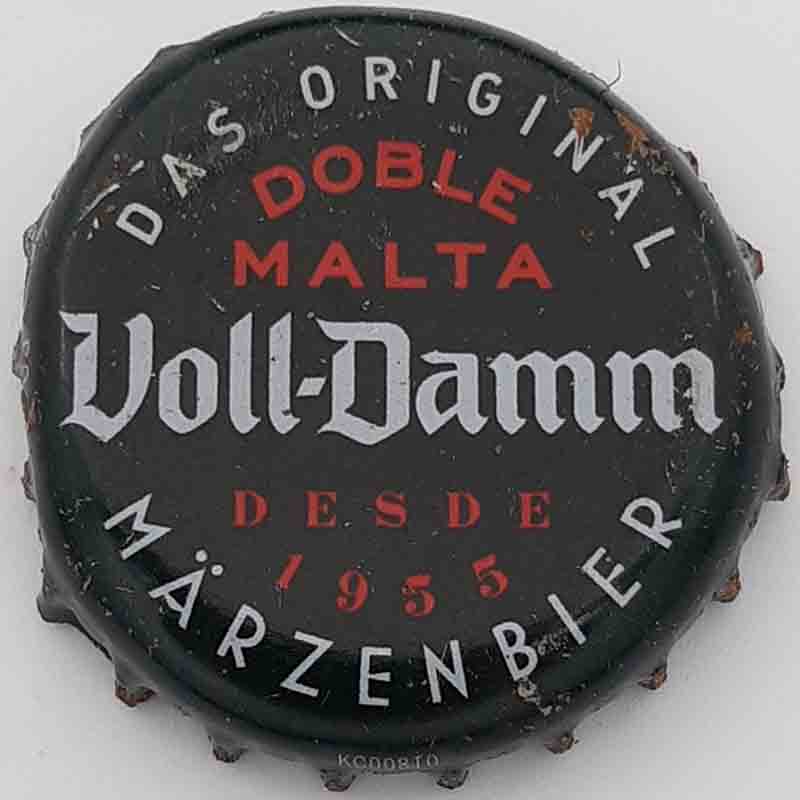 DAS ORIGINAL
DOBLE
MALTA
Voll-Damm
DESDE
1955
MÄRZENBIER
KC00810